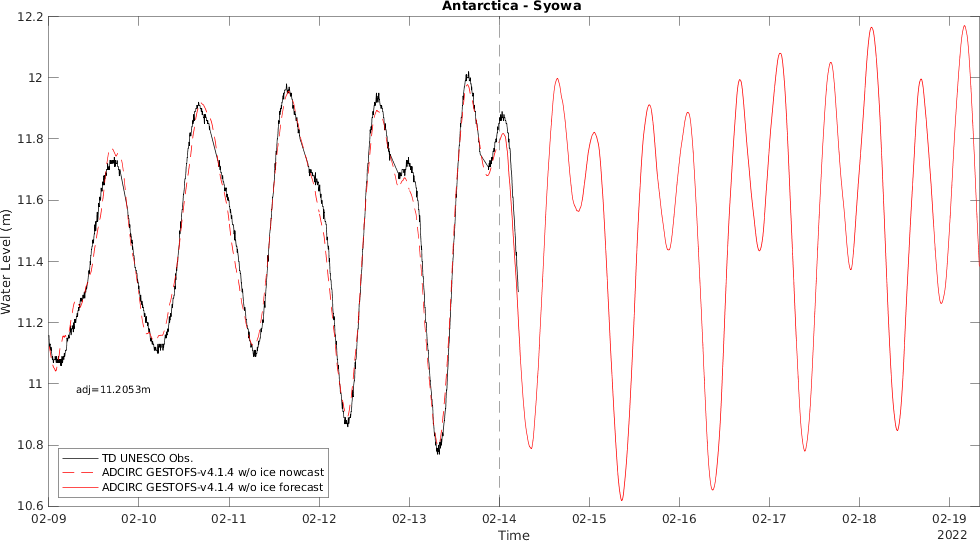 Antarctica - Syowa
12.2
12
11.8
11.6
11.4
11.2
11
10.8
10.6
Water Level (m)
adj=11.2053m
TD UNESCO Obs.
ADCIRC GESTOFS-v4.1.4 w/o ice nowcast
ADCIRC GESTOFS-v4.1.4 w/o ice forecast
02-09 02-10 02-11 02-12 02-13 02-14 02-15 02-16 02-17 02-18 02-19
Time 2022